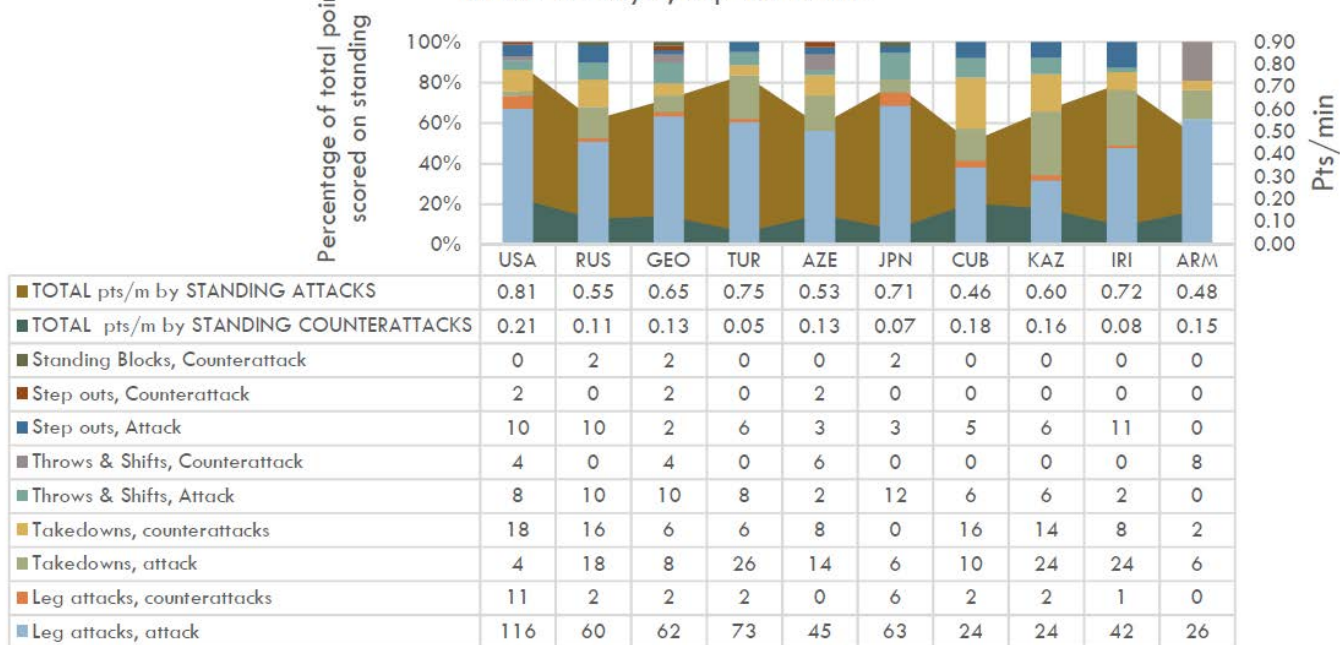 Percentage of total poin
scored on standing
100%
80%
60%
40%
20%
0%
0.90
0.80
0.70
0.60
0.50
0.40
0.30
0.20
0.10
0.00
Pts/min
USA RUS GEO TUR AZE JPN CUB KAZ IRI ARM
TOTAL pts/m by STANDING ATTACKS 0.81 0.55 0.65 0.75 0.53 0.71 0.46 0.60 0.72 0.48
TOTAL pts/m by STANDING COUNTERATTACKS 0.21 0.11 0.13 0.05 0.13 0.07 0.18 0.16 0.08 0.15
Standing Blocks, Counterattack 0 2 2 0 0 2 0 0 0 0
Step outs, Counterattack 2 0 2 0 2 0 0 0 0 0
Step outs, Attack 10 10 2 6 3 3 5 6 11 0
Throws & Shifts, Counterattack 4 0 4 0 6 0 0 0 0 8
Throws & Shifts, Attack 8 10 10 8 2 12 6 6 2 0
Takedowns, counterattacks 18 16 6 6 8 0 16 14 8 2
Takedowns, attack 4 18 8 26 14 6 10 24 24 6
Leg attacks, counterattacks 11 2 2 2 0 6 2 2 1 0
Leg attacks, attack 116 60 62 73 45 63 24 24 42 26